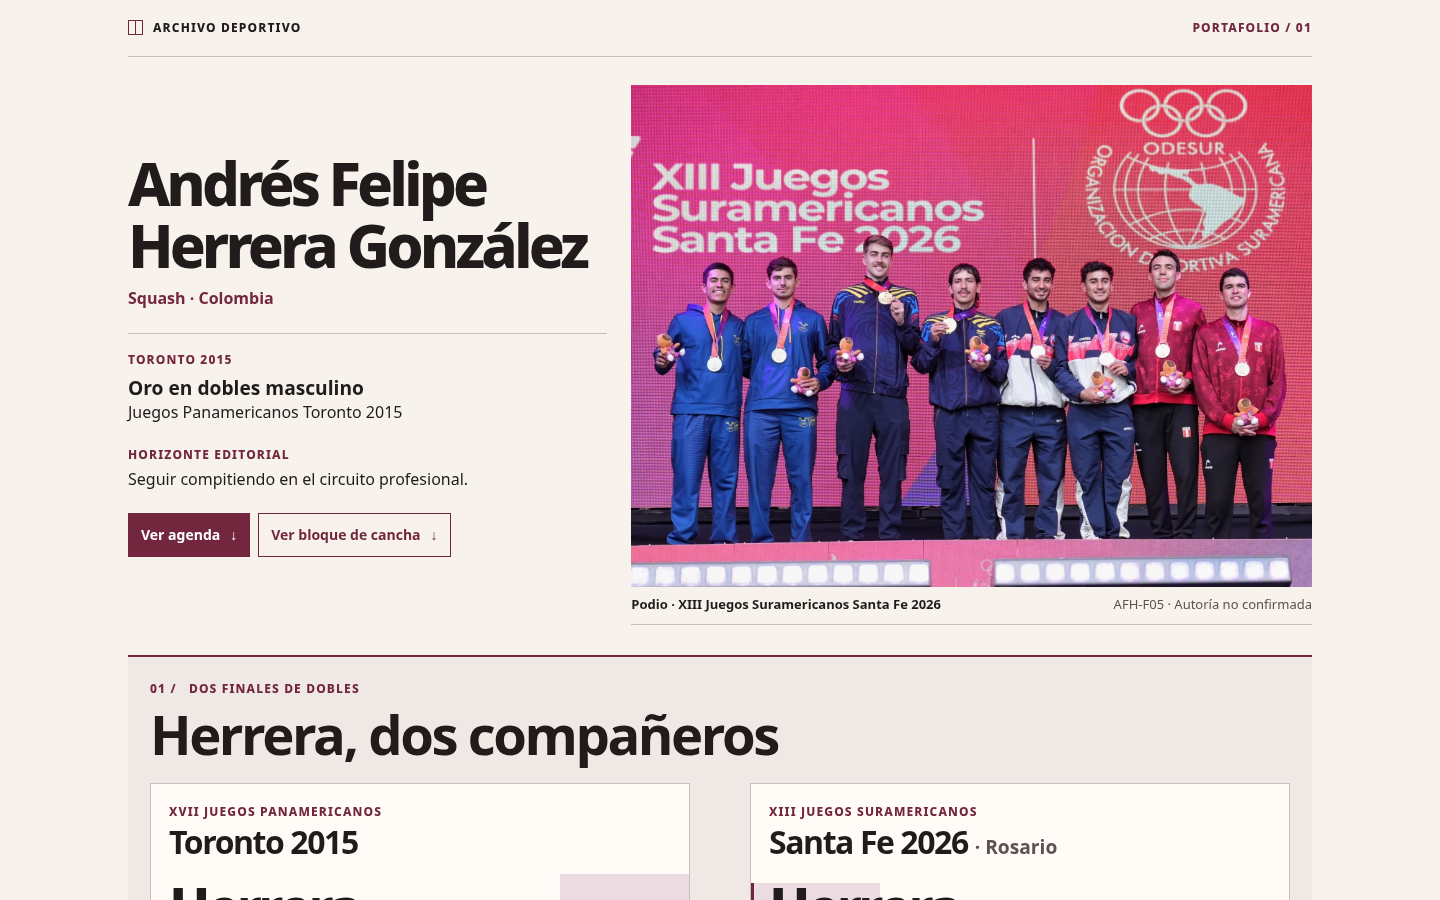 ARCHIVO DEPORTIVO
PORTAFOLIO / 01
Andrés Felipe
Herrera González
Squash · Colombia
TORONTO 2015
Oro en dobles masculino
Juegos Panamericanos Toronto 2015
HORIZONTE EDITORIAL
Seguir compitiendo en el circuito profesional.
Ver agenda ↓
Ver bloque de cancha ↓
XIII Juegos
Suramericanos
Santa Fe 2026
ODESUR
ORGANIZACION DEPORTIVA SURAMERICANA
Podio · XIII Juegos Suramericanos Santa Fe 2026
AFH-F05 · Autoría no confirmada
01 / DOS FINALES DE DOBLES
Herrera, dos compañeros
XVII JUEGOS PANAMERICANOS
Toronto 2015
Herrera
XIII JUEGOS SURAMERICANOS
Santa Fe 2026 · Rosario
Herrera